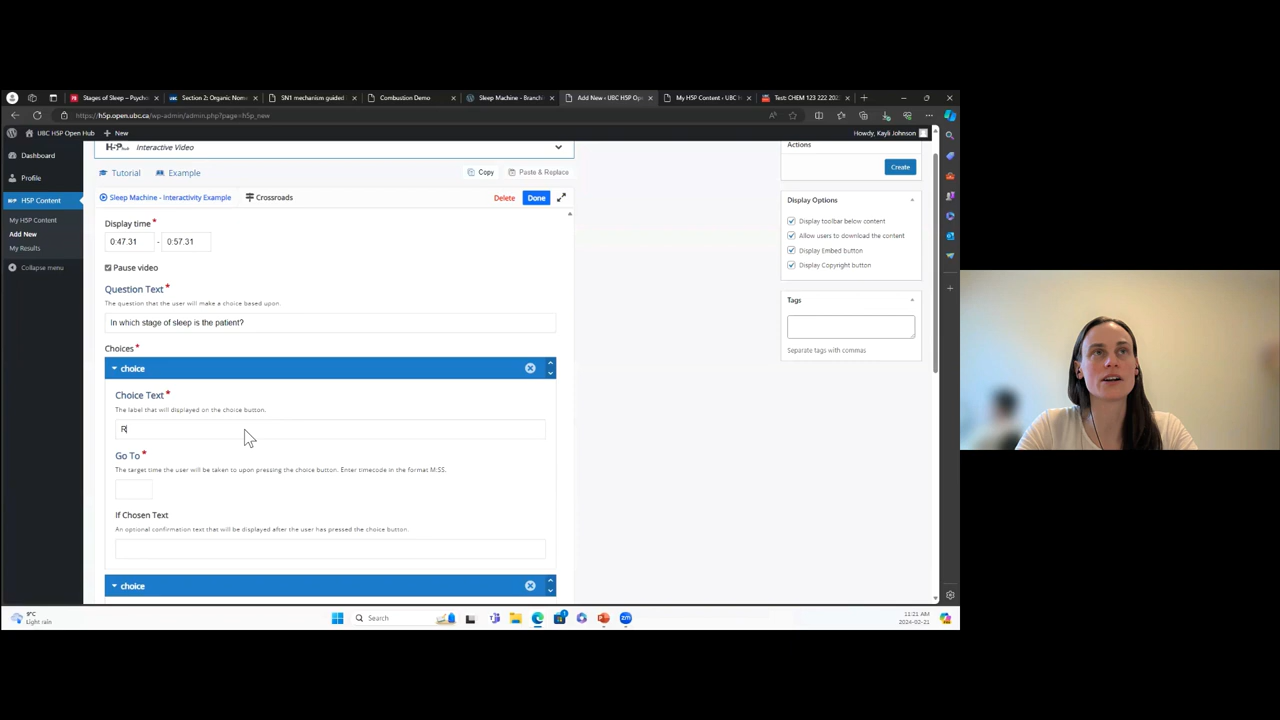 Stages of Sleep – Psych
Section 2: Organic Nome
SN1 mechanism guided
Combustion Demo
Sleep Machine - Branchi
Add New ‹ UBC H5P Ope
My H5P Content ‹ UBC H
Test: CHEM 123 222 202
https://h5p.open.ubc.ca/wp-admin/admin.php?page=h5p_new
UBC H5P Open Hub
New
Howdy, Kayli Johnson
Dashboard
Profile
H5P Content
My H5P Content
Add New
My Results
Collapse menu
H5P hub Interactive Video
Tutorial Example Copy Paste & Replace
Sleep Machine - Interactivity Example Crossroads Delete Done
Display time *
0:47.31 - 0:57.31
Pause video
Question Text *
The question that the user will make a choice based upon.
In which stage of sleep is the patient?
Choices *
choice
Choice Text *
The label that will displayed on the choice button.
R
Go To *
The target time the user will be taken to upon pressing the choice button. Enter timecode in the format M:SS.
If Chosen Text
An optional confirmation text that will be displayed after the user has pressed the choice button.
choice
Actions
Create
Display Options
Display toolbar below content
Allow users to download the content
Display Embed button
Display Copyright button
Tags
Separate tags with commas
9°C
Light rain
Search
11:21 AM
2024-02-21